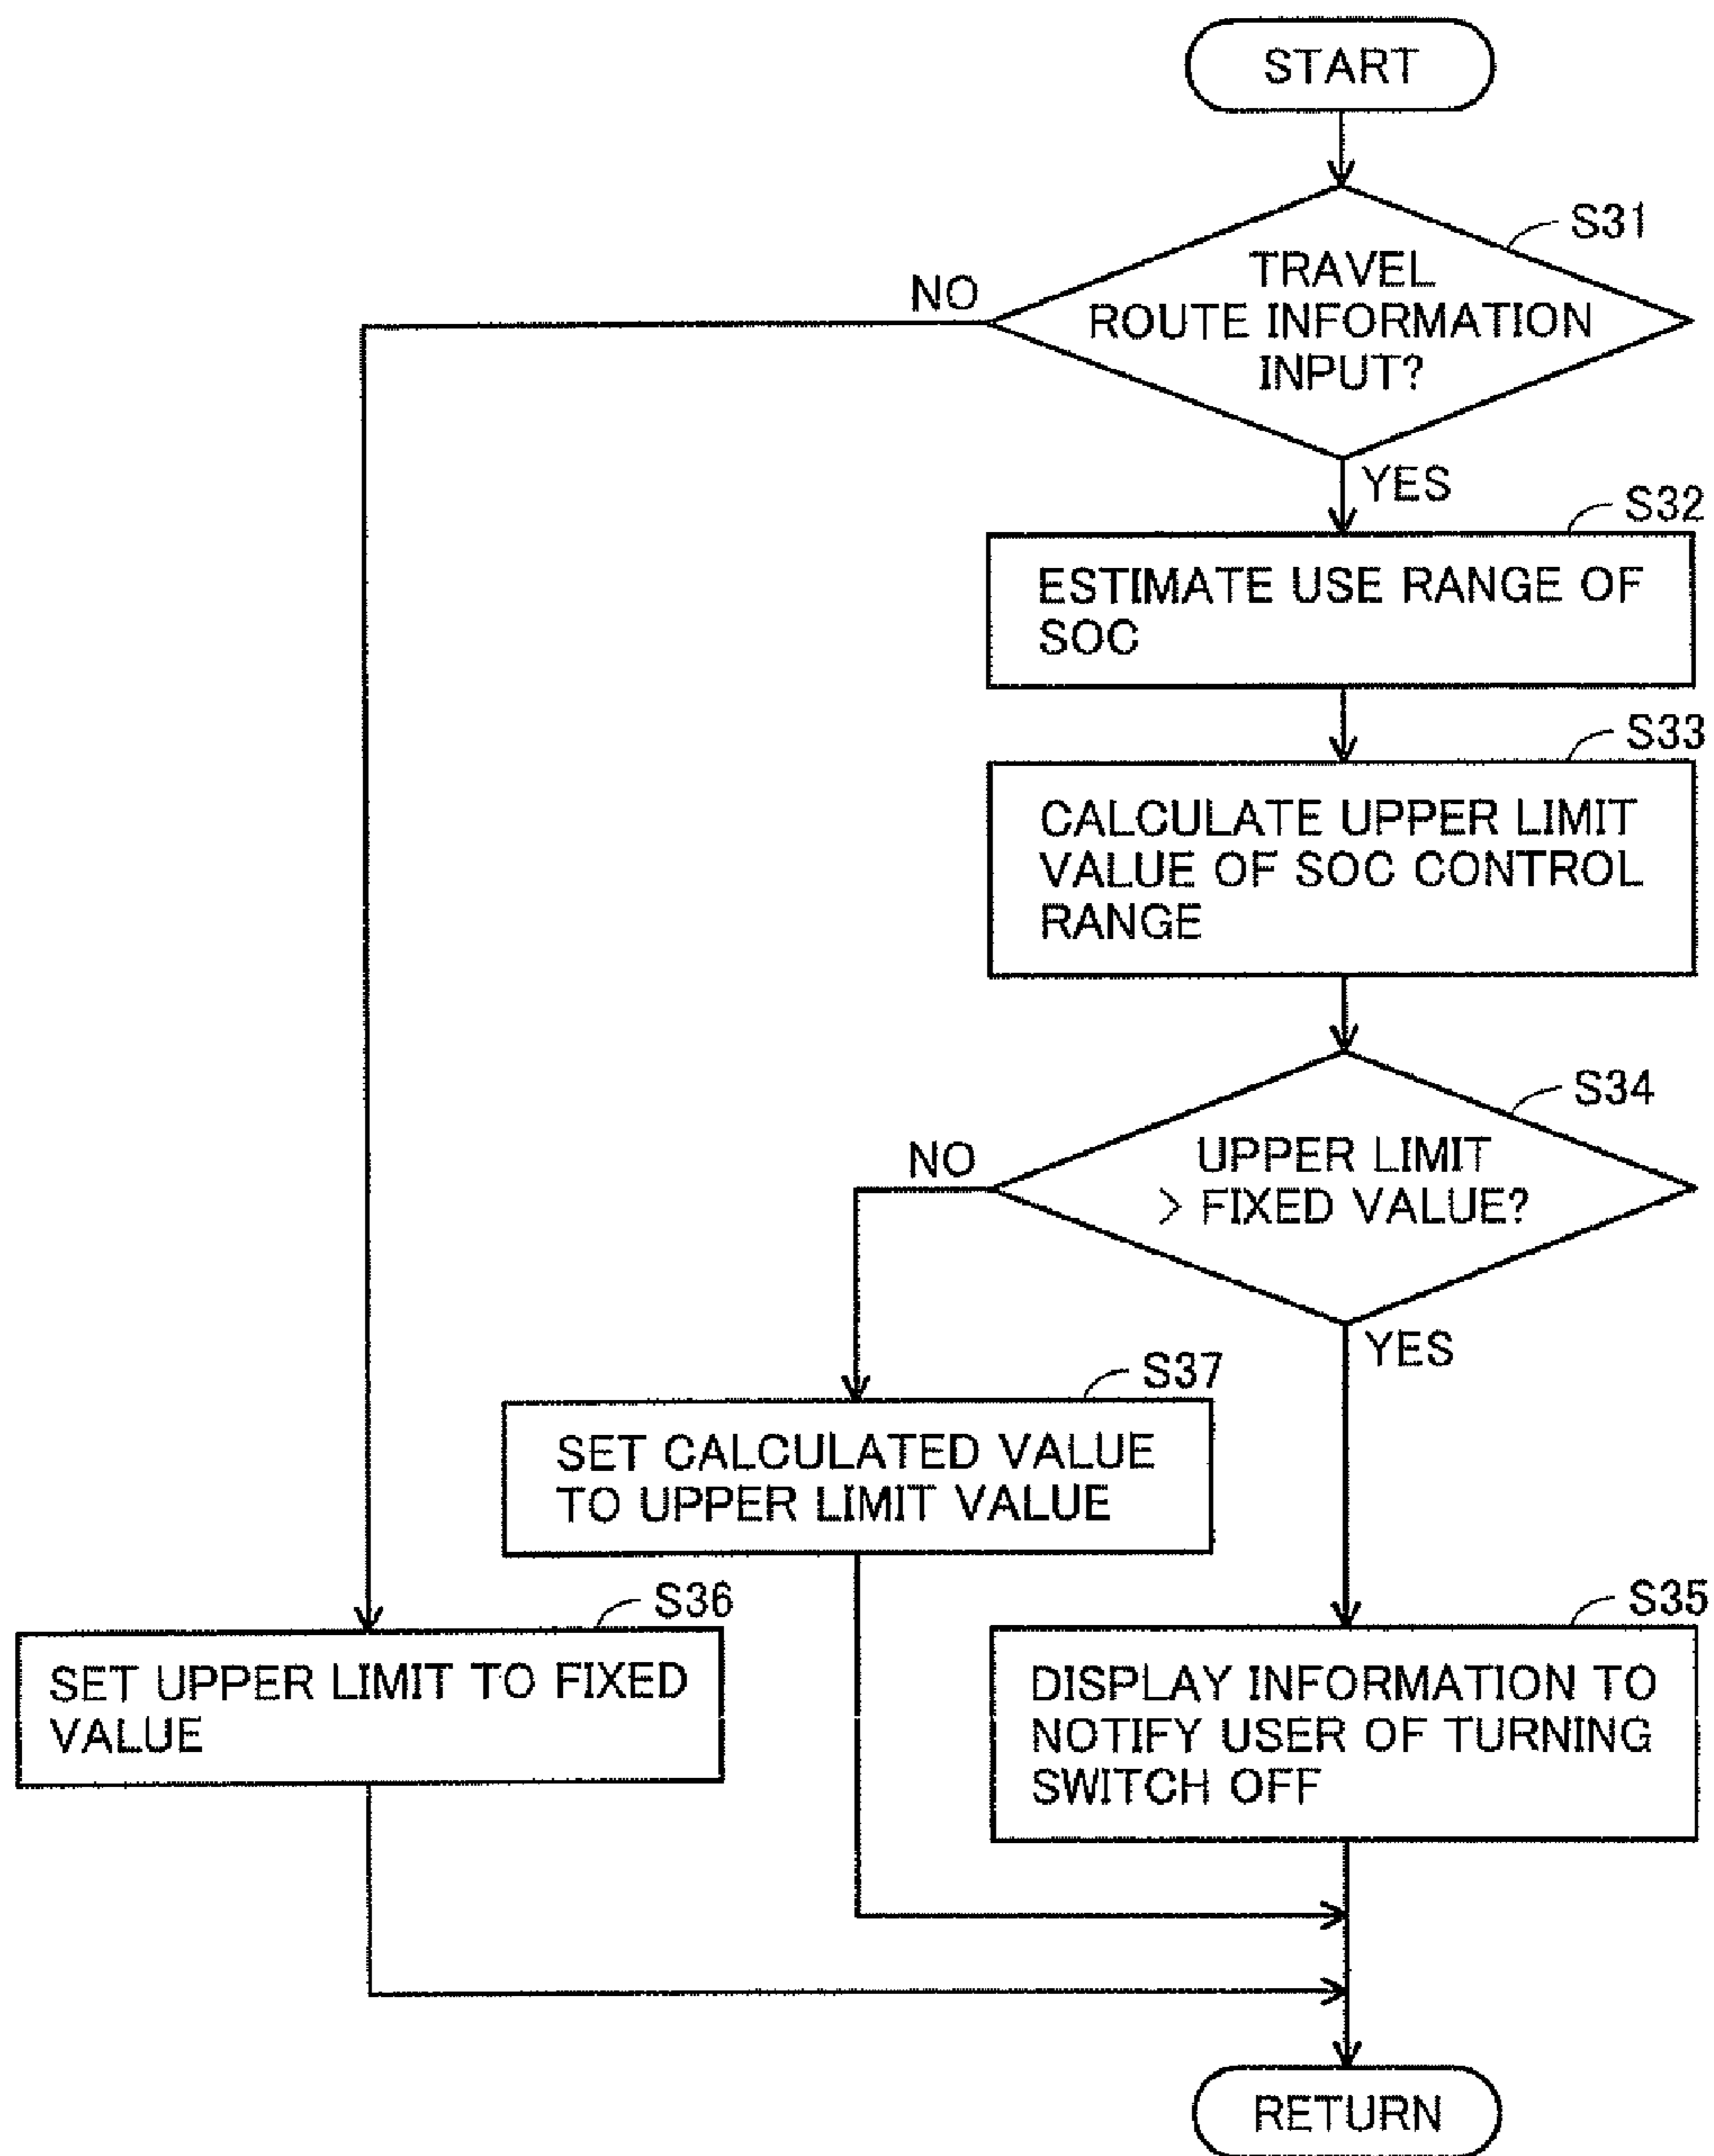 START
S31
TRAVEL
ROUTE INFORMATION
INPUT?
NO
YES
S32
ESTIMATE USE RANGE OF
SOC
S33
CALCULATE UPPER LIMIT
VALUE OF SOC CONTROL
RANGE
S34
UPPER LIMIT
> FIXED VALUE?
NO
YES
S37
SET CALCULATED VALUE
TO UPPER LIMIT VALUE
S36
SET UPPER LIMIT TO FIXED
VALUE
S35
DISPLAY INFORMATION TO
NOTIFY USER OF TURNING
SWITCH OFF
RETURN